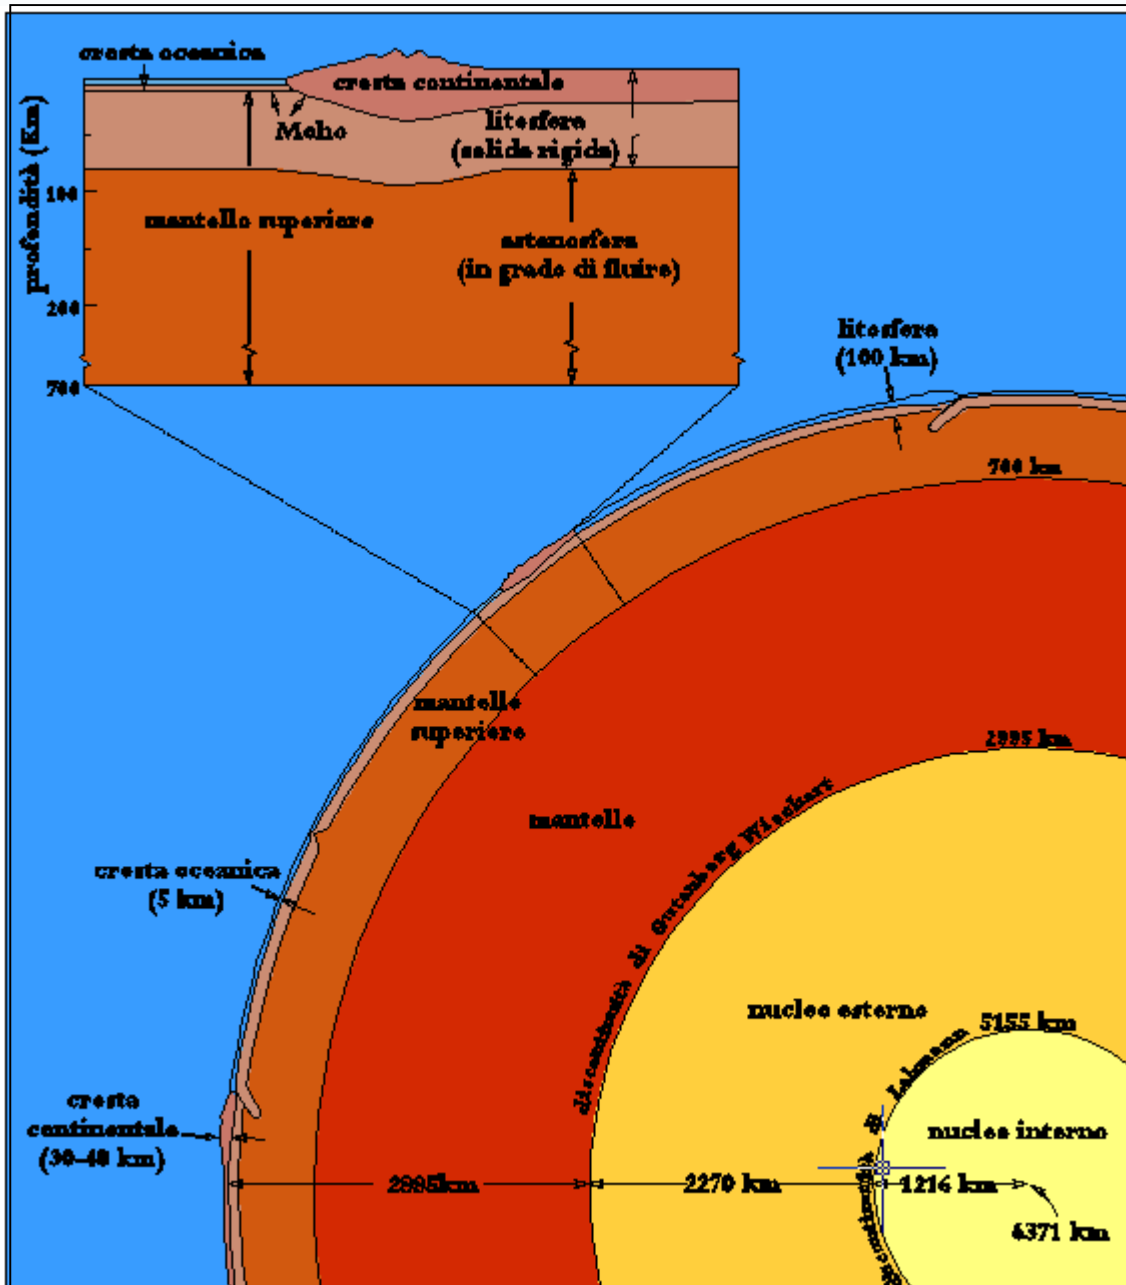 crosta oceanica
crosta continentale
Moho
litosfera
(solida rigida)
profondità (Km)
100
200
700
mantello superiore
astenosfera
(in grado di fluire)
litosfera
(100 km)
700 km
mantello
superiore
2885 km
mantello
discontinuità di Gutenberg Wiechert
crosta oceanica
(5 km)
nucleo esterno
5155 km
discontinuità di Lehmann
crosta
continentale
(30-40 km)
nucleo interno
2885km
2270 km
1216 km
6371 km